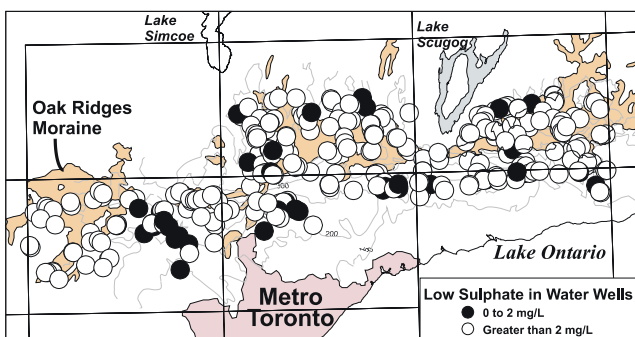 Lake
Simcoe
Lake
Scugog
Oak Ridges
Moraine
300
200
Lake Ontario
Metro
Toronto
Low Sulphate in Water Wells
0 to 2 mg/L
Greater than 2 mg/L